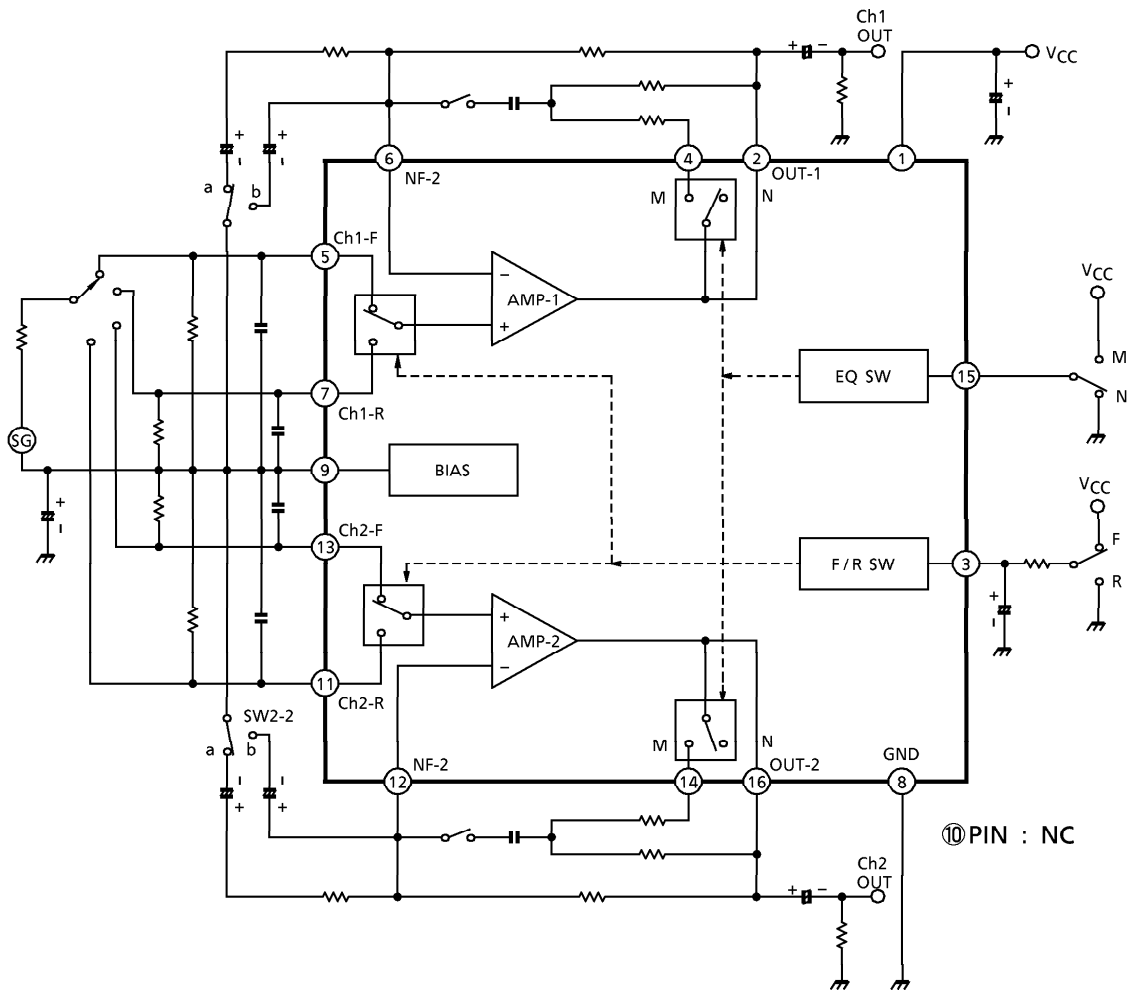 Ch1
OUT
+ −
VCC
+
−
+
−
+
−
a
b
6
4
2
1
NF-2
OUT-1
M
N
Ch1-F
5
−
AMP-1
+
VCC
M
N
EQ SW
15
7
Ch1-R
SG
9
BIAS
+
−
VCC
F
R
Ch2-F
13
F/R SW
3
+
−
+
AMP-2
−
11
Ch2-R
SW2-2
a
b
M
N
NF-2
OUT-2
GND
12
14
16
8
−
+
−
+
⑩PIN : NC
Ch2
OUT
+ −